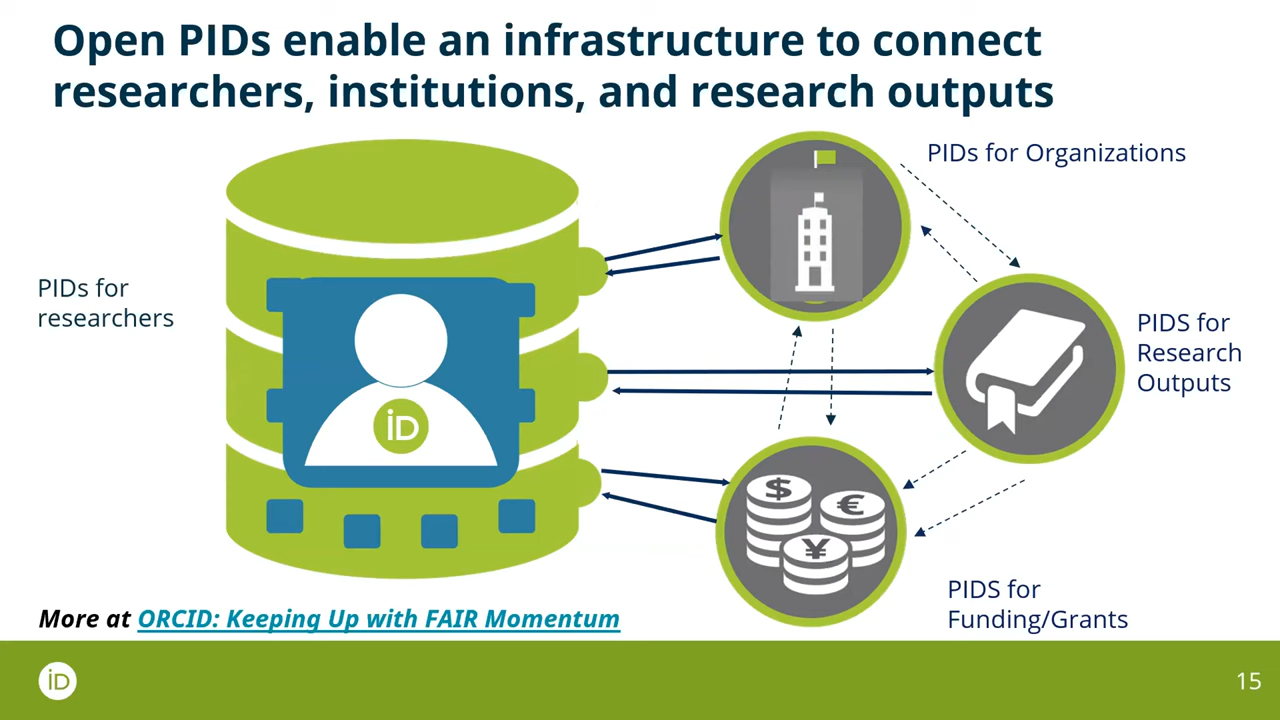 Open PIDs enable an infrastructure to connect
researchers, institutions, and research outputs
PIDs for Organizations
PIDs for
researchers
iD
PIDS for
Research
Outputs
$
€
¥
PIDS for
Funding/Grants
More at ORCID: Keeping Up with FAIR Momentum
iD
15